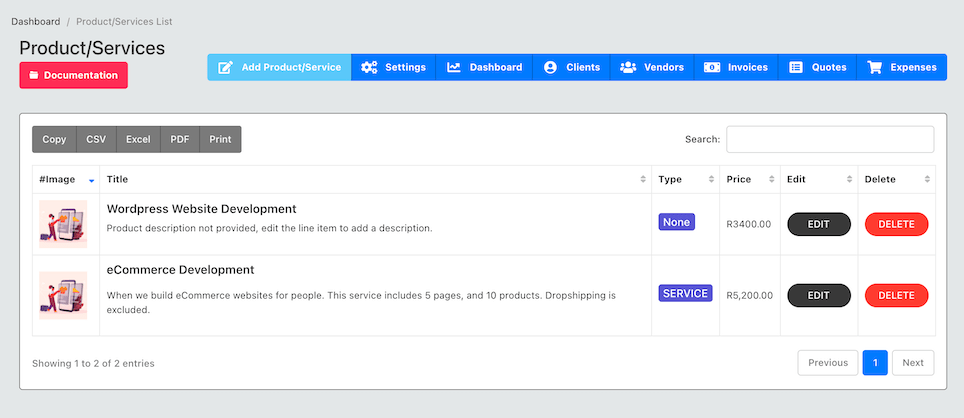 Dashboard / Product/Services List
Product/Services
Documentation
Add Product/Service Settings Dashboard Clients Vendors Invoices Quotes Expenses
Copy CSV Excel PDF Print Search:
#Image Title Type Price Edit Delete
Wordpress Website Development
Product description not provided, edit the line item to add a description.
None R3400.00 EDIT DELETE
eCommerce Development
When we build eCommerce websites for people. This service includes 5 pages, and 10 products. Dropshipping is
excluded.
SERVICE R5,200.00 EDIT DELETE
Showing 1 to 2 of 2 entries Previous 1 Next